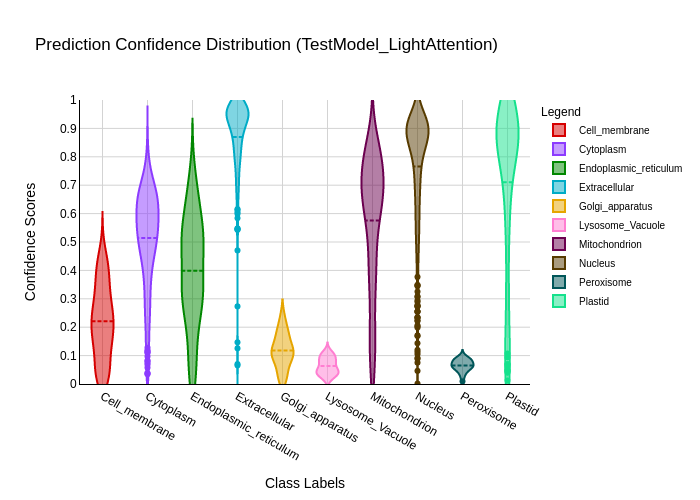 Prediction Confidence Distribution (TestModel_LightAttention)
Legend
Cell_membrane
Cytoplasm
Endoplasmic_reticulum
Extracellular
Golgi_apparatus
Lysosome_Vacuole
Mitochondrion
Nucleus
Peroxisome
Plastid
Confidence Scores
1
0.9
0.8
0.7
0.6
0.5
0.4
0.3
0.2
0.1
0
Cell_membrane
Cytoplasm
Endoplasmic_reticulum
Extracellular
Golgi_apparatus
Lysosome_Vacuole
Mitochondrion
Nucleus
Peroxisome
Plastid
Class Labels